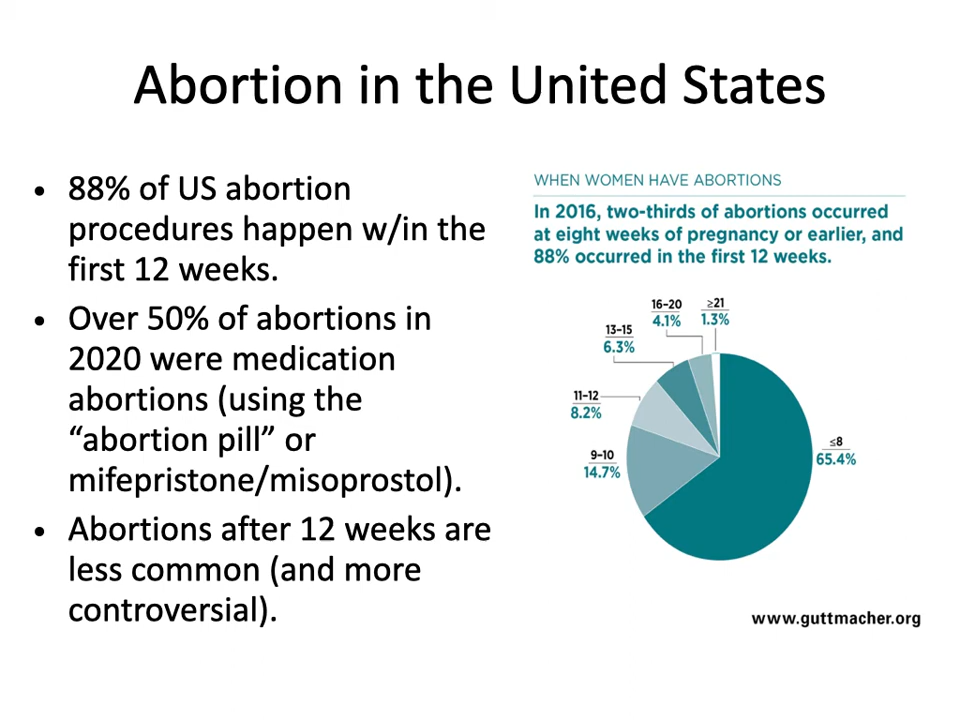 Abortion in the United States
• 88% of US abortion
procedures happen w/in the
first 12 weeks.
• Over 50% of abortions in
2020 were medication
abortions (using the
“abortion pill” or
mifepristone/misoprostol).
• Abortions after 12 weeks are
less common (and more
controversial).
WHEN WOMEN HAVE ABORTIONS
In 2016, two-thirds of abortions occurred
at eight weeks of pregnancy or earlier, and
88% occurred in the first 12 weeks.
16–20
4.1%
≥21
1.3%
13–15
6.3%
11–12
8.2%
9–10
14.7%
≤8
65.4%
www.guttmacher.org